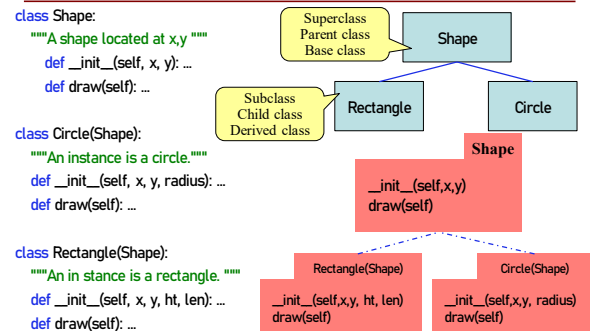 class Shape:
"""A shape located at x,y """"
def __init__(self, x, y): ...
def draw(self): ...
class Circle(Shape):
"""An instance is a circle.""""
def __init__(self, x, y, radius): ...
def draw(self): ...
class Rectangle(Shape):
"""An in stance is a rectangle. """"
def __init__(self, x, y, ht, len): ...
def draw(self): ...
Superclass
Parent class
Base class
Shape
Subclass
Child class
Derived class
Rectangle
Circle
Shape
__init__(self,x,y)
draw(self)
Rectangle(Shape)
__init__(self,x,y, ht, len)
draw(self)
Circle(Shape)
__init__(self,x,y, radius)
draw(self)